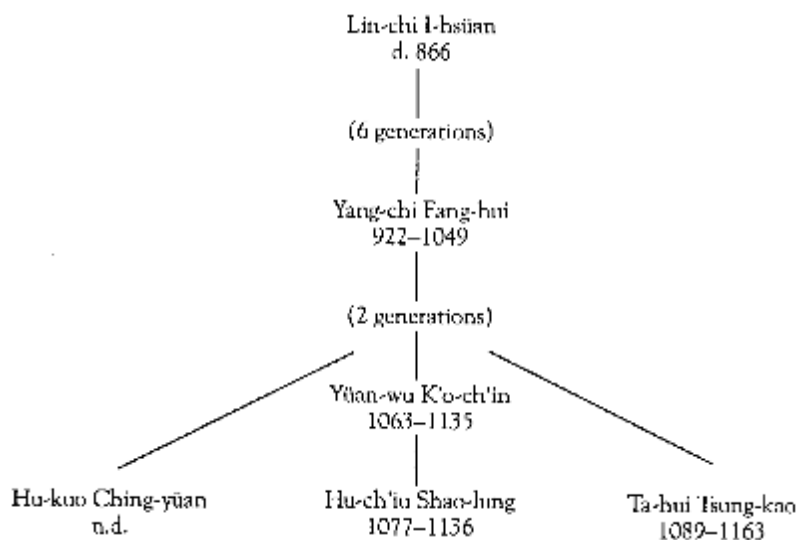 Lin-chi I-hsüan
d. 866
(6 generations)
Yang-chi Fang-hui
922–1049
(2 generations)
Yüan-wu K'o-ch'in
1063–1135
Hu-kuo Ching-yüan
n.d.
Hu-ch'iu Shao-lung
1077–1136
Ta-hui Tsung-kao
1089–1163